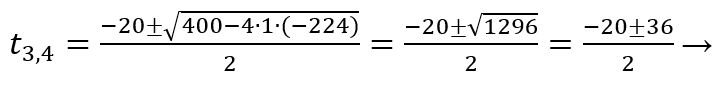 t₃,₄ = (−20±√(400−4·1·(−224)))/2 = (−20±√1296)/2 = (−20±36)/2 →